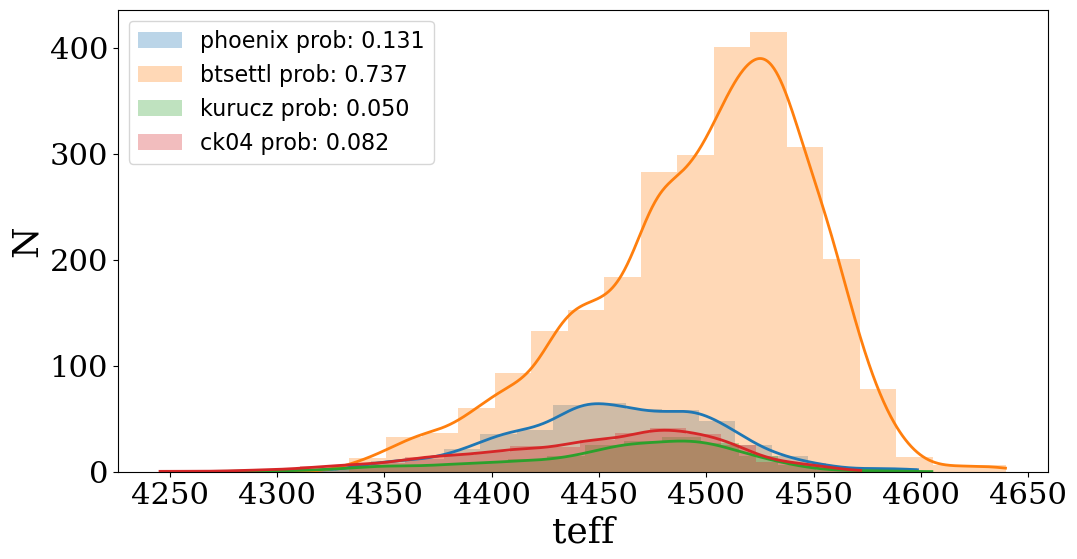 phoenix prob: 0.131
btsettl prob: 0.737
kurucz prob: 0.050
ck04 prob: 0.082
400
300
200
100
0
N
4250 4300 4350 4400 4450 4500 4550 4600 4650
teff